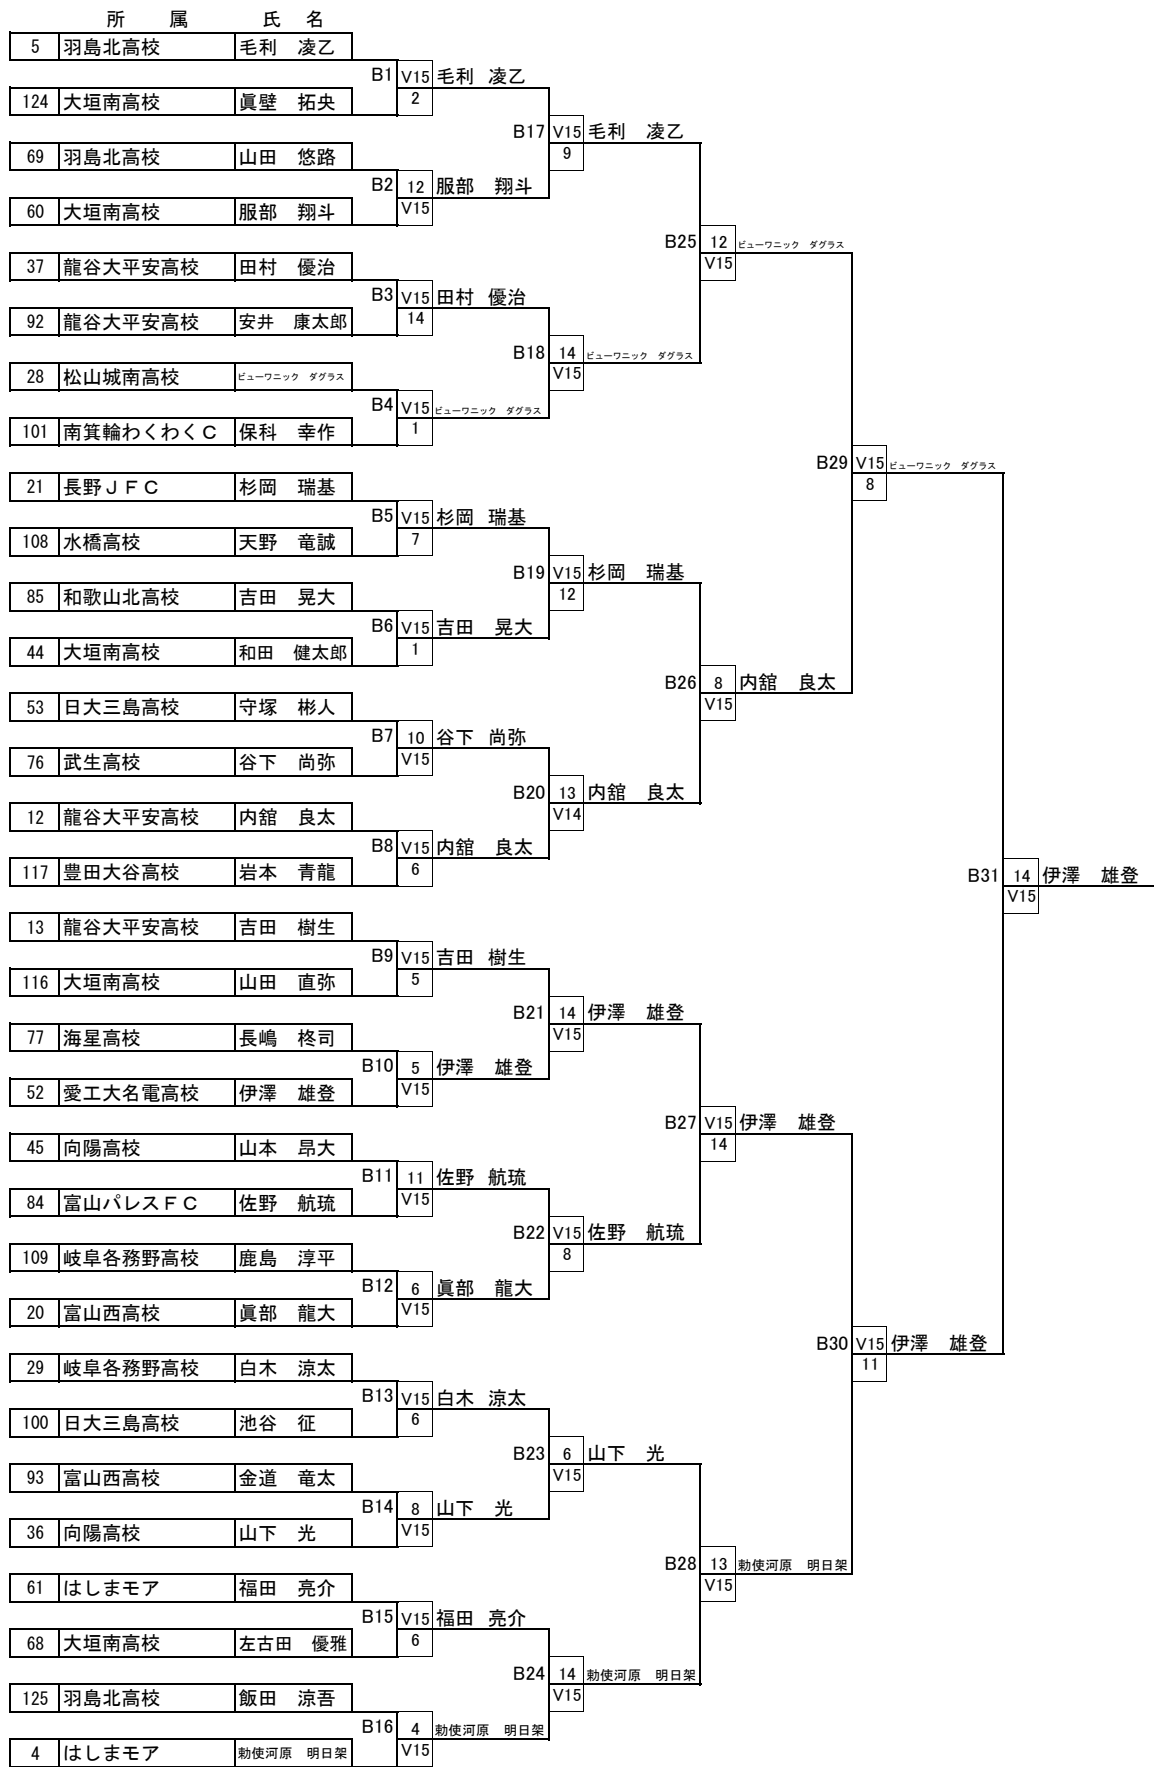 所　　属　　氏　名
5 羽島北高校 毛利　凌乙
B1 V15 毛利 凌乙
124 大垣南高校 眞壁　拓央
2
B17 V15 毛利　凌乙
69 羽島北高校 山田　悠路
9
B2 12 服部　翔斗
60 大垣南高校 服部　翔斗
V15
B25 12 ビューワニック　ダグラス
37 龍谷大平安高校 田村　優治
V15
B3 V15 田村 優治
92 龍谷大平安高校 安井　康太郎
14
B18 14 ビューワニック　ダグラス
28 松山城南高校 ビューワニック　ダグラス
V15
B4 V15 ビューワニック　ダグラス
101 南箕輪わくわくＣ 保科　幸作
1
B29 V15 ビューワニック　ダグラス
21 長野ＪＦＣ 杉岡　瑞基
8
B5 V15 杉岡 瑞基
108 水橋高校 天野　竜誠
7
B19 V15 杉岡　瑞基
85 和歌山北高校 吉田　晃大
12
B6 V15 吉田　晃大
44 大垣南高校 和田　健太郎
1
B26 8 内舘　良太
53 日大三島高校 守塚　彬人
V15
B7 10 谷下 尚弥
76 武生高校 谷下　尚弥
V15
B20 13 内舘　良太
12 龍谷大平安高校 内舘　良太
V14
B8 V15 内舘　良太
117 豊田大谷高校 岩本　青龍
6
B31 14 伊澤　雄登
V15
13 龍谷大平安高校 吉田　樹生
B9 V15 吉田 樹生
116 大垣南高校 山田　直弥
5
B21 14 伊澤　雄登
77 海星高校 長嶋　柊司
V15
B10 5 伊澤　雄登
52 愛工大名電高校 伊澤　雄登
V15
B27 V15 伊澤　雄登
45 向陽高校 山本　昂大
14
B11 11 佐野 航琉
84 富山パレスＦＣ 佐野　航琉
V15
B22 V15 佐野　航琉
109 岐阜各務野高校 鹿島　淳平
8
B12 6 眞部　龍大
20 富山西高校 眞部　龍大
V15
B30 V15 伊澤　雄登
29 岐阜各務野高校 白木　涼太
11
B13 V15 白木 涼太
100 日大三島高校 池谷　征
6
B23 6 山下　光
93 富山西高校 金道　竜太
V15
B14 8 山下　光
36 向陽高校 山下　光
V15
B28 13 勅使河原　明日架
61 はしまモア 福田　亮介
V15
B15 V15 福田 亮介
68 大垣南高校 左古田　優雅
6
B24 14 勅使河原　明日架
125 羽島北高校 飯田　涼吾
V15
B16 4 勅使河原　明日架
4 はしまモア 勅使河原　明日架
V15